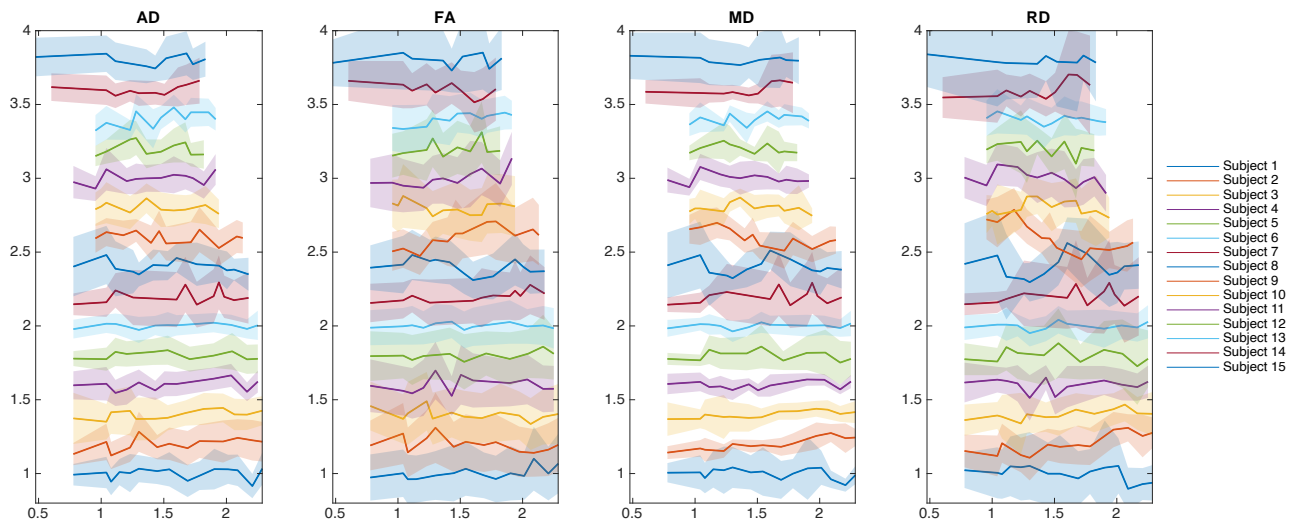 AD
FA
MD
RD
4
3.5
3
2.5
2
1.5
1
0.5
1
1.5
2
4
3.5
3
2.5
2
1.5
1
0.5
1
1.5
2
4
3.5
3
2.5
2
1.5
1
0.5
1
1.5
2
4
3.5
3
2.5
2
1.5
1
0.5
1
1.5
2
Subject 1
Subject 2
Subject 3
Subject 4
Subject 5
Subject 6
Subject 7
Subject 8
Subject 9
Subject 10
Subject 11
Subject 12
Subject 13
Subject 14
Subject 15